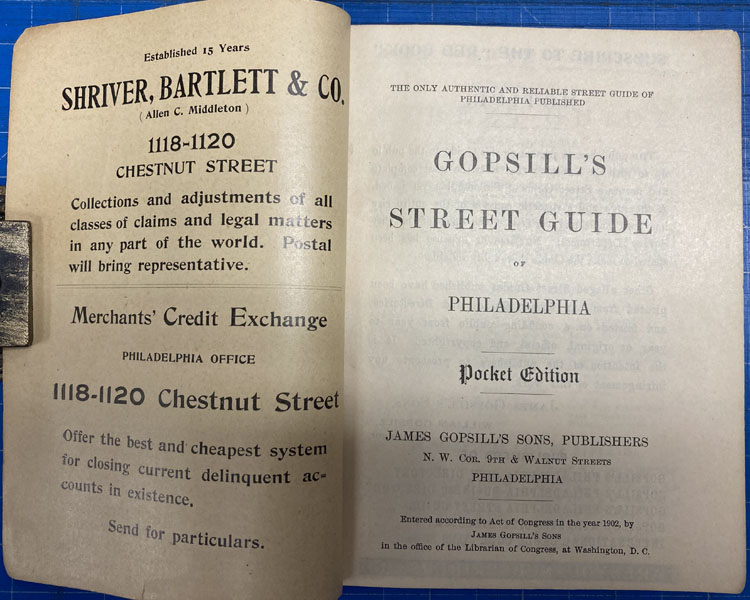 Established 15 Years
SHRIVER, BARTLETT & CO.
( Allen C. Middleton )
1118-1120
CHESTNUT STREET
Collections and adjustments of all
classes of claims and legal matters
in any part of the world. Postal
will bring representative.
Merchants' Credit Exchange
PHILADELPHIA OFFICE
1118-1120 Chestnut Street
Offer the best and cheapest system
for closing current delinquent ac-
counts in existence.
Send for particulars.
THE ONLY AUTHENTIC AND RELIABLE STREET GUIDE OF
PHILADELPHIA PUBLISHED
GOPSILL'S
STREET GUIDE
OF
PHILADELPHIA
Pocket Edition
JAMES GOPSILL'S SONS, PUBLISHERS
N. W. COR. 9TH & WALNUT STREETS
PHILADELPHIA
Entered according to Act of Congress in the year 1902, by
JAMES GOPSILL'S SONS
in the office of the Librarian of Congress, at Washington, D. C.